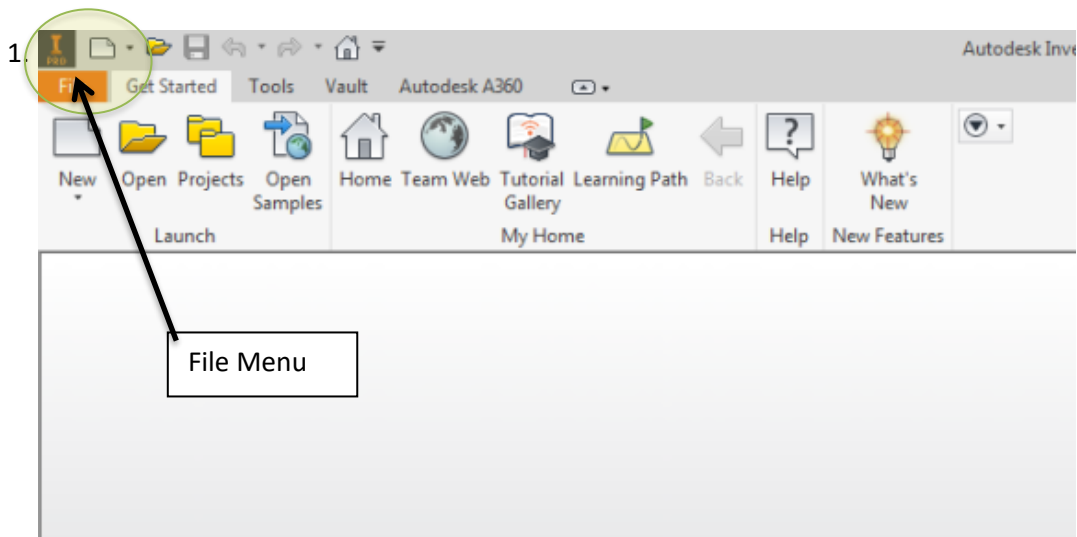 1.
I PRO
Autodesk Inve
File Get Started Tools Vault Autodesk A360
New Open Projects Open Samples Home Team Web Tutorial Gallery Learning Path Back Help What's New
Launch My Home Help New Features
File Menu